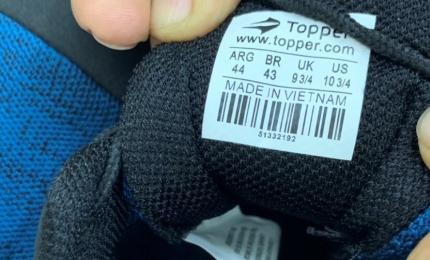 Topper
www.topper.com
ARG BR UK US
44 43 9 3/4 10 3/4
MADE IN VIETNAM
51332192